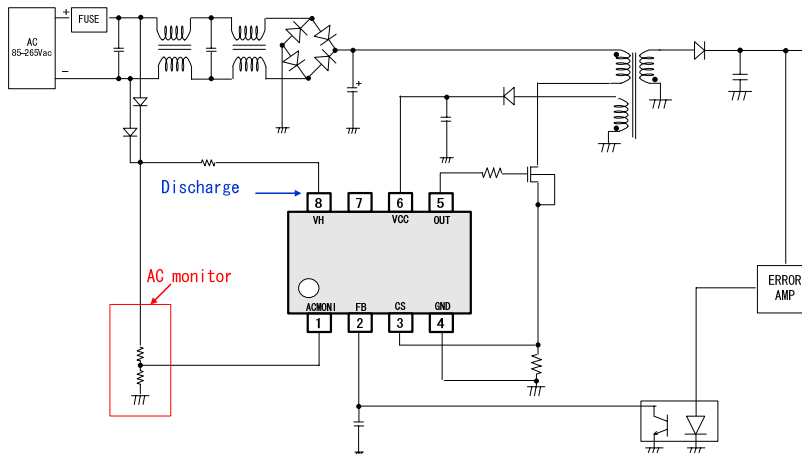 AC
85–265Vac
+
−
FUSE
+
Discharge
8
7
6
5
VH
VCC
OUT
AC monitor
ACMONI
FB
CS
GND
1
2
3
4
ERROR
AMP